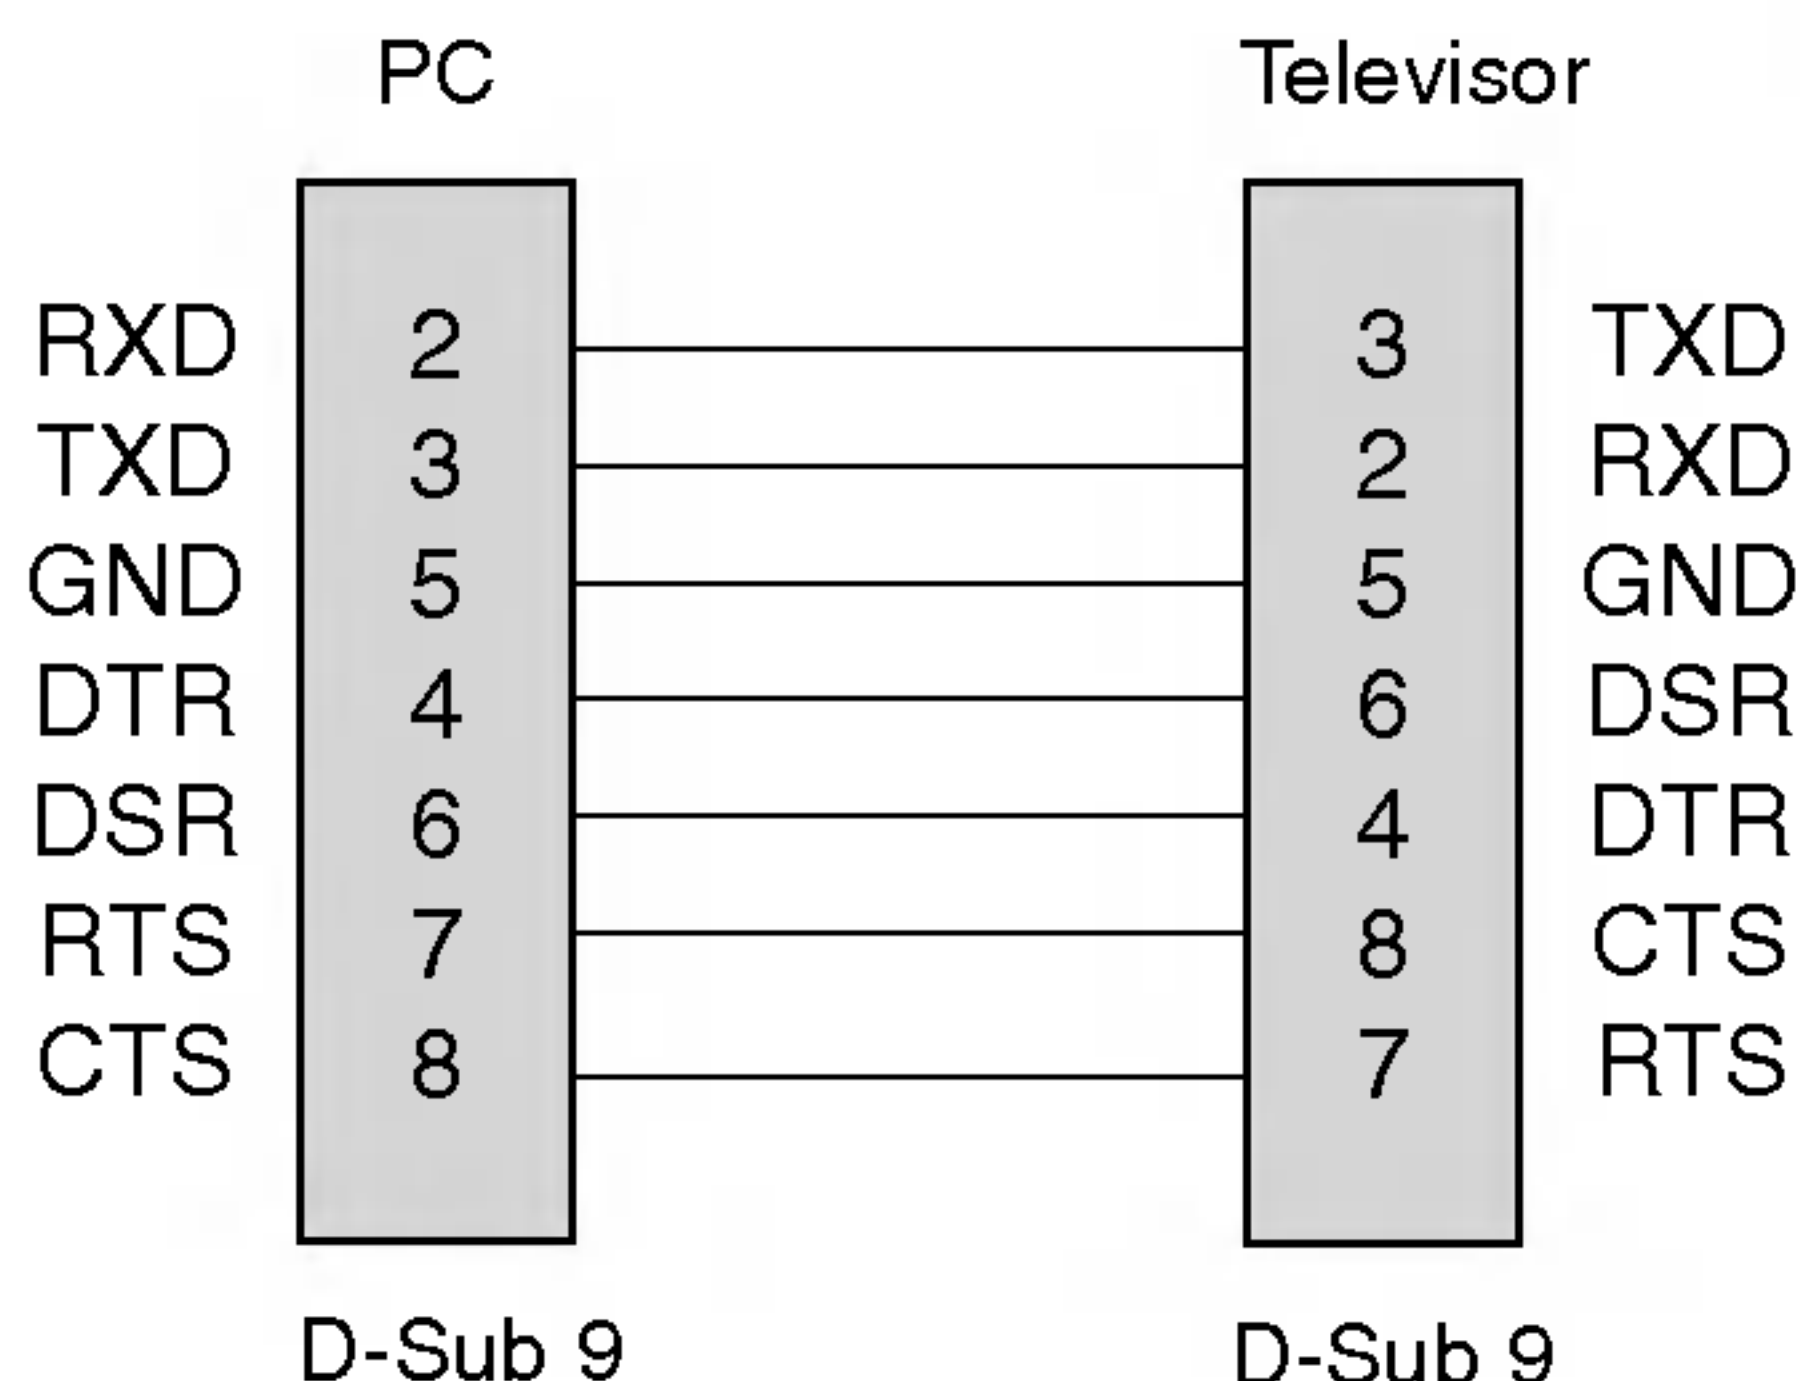 PC Televisor
RXD 2 3 TXD
TXD 3 2 RXD
GND 5 5 GND
DTR 4 6 DSR
DSR 6 4 DTR
RTS 7 8 CTS
CTS 8 7 RTS
D-Sub 9 D-Sub 9